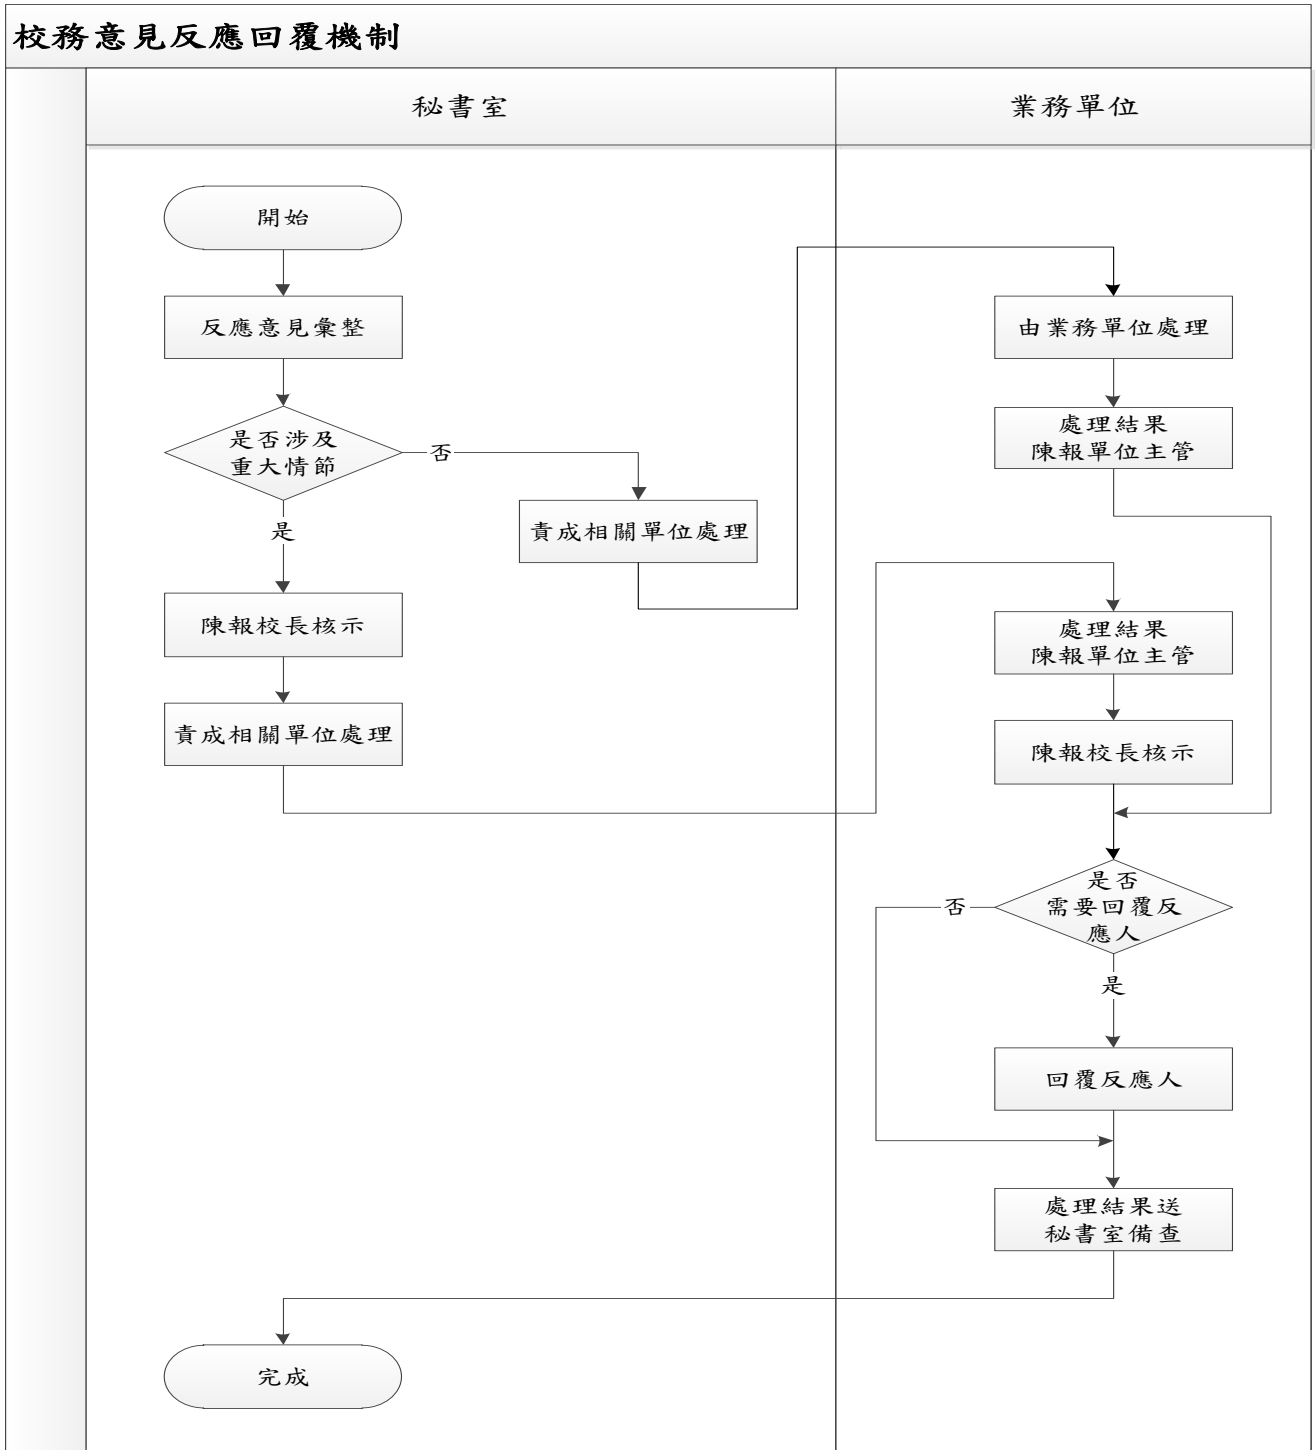 校務意見反應回覆機制
秘書室
業務單位
開始
反應意見彙整
由業務單位處理
是否涉及
重大情節
否
處理結果
陳報單位主管
責成相關單位處理
是
陳報校長核示
處理結果
陳報單位主管
責成相關單位處理
陳報校長核示
是否
需要回覆反
應人
否
是
回覆反應人
處理結果送
秘書室備查
完成